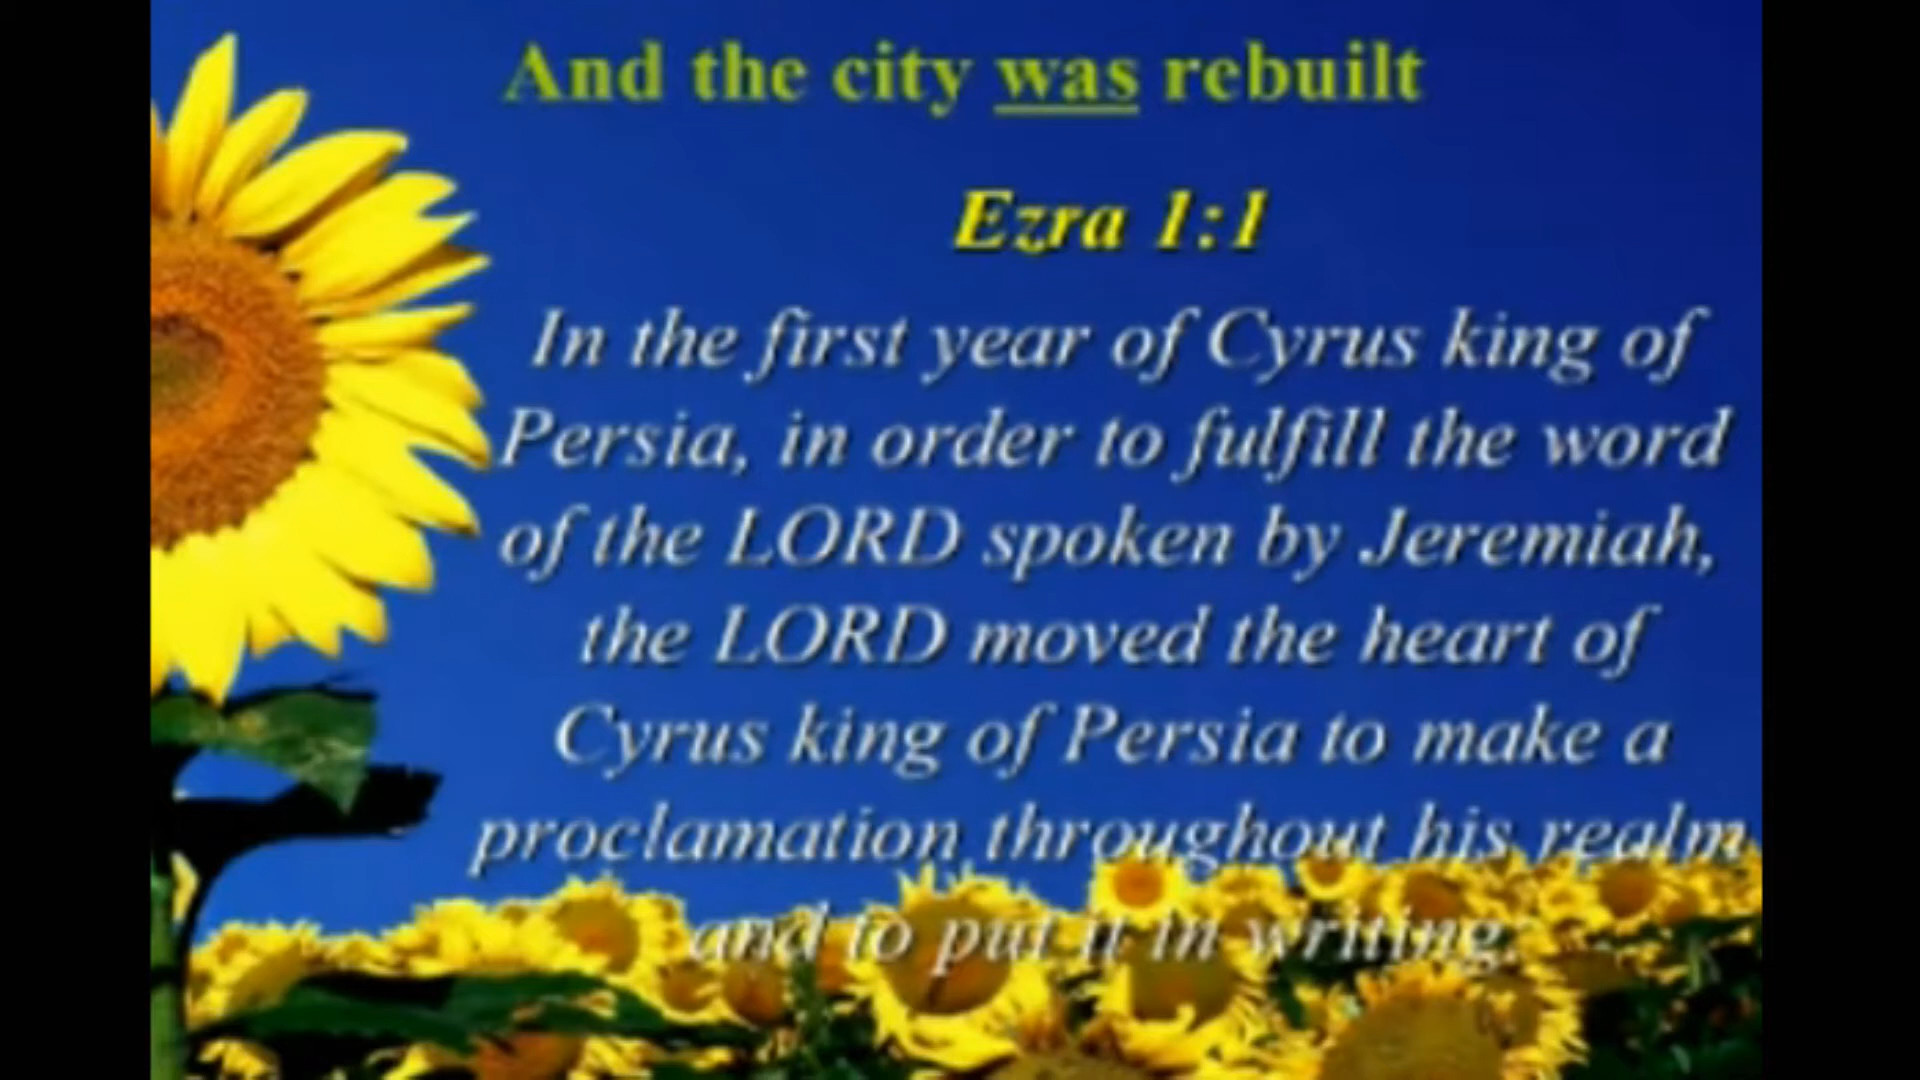 And the city was rebuilt
Ezra 1:1
In the first year of Cyrus king of
Persia, in order to fulfill the word
of the LORD spoken by Jeremiah,
the LORD moved the heart of
Cyrus king of Persia to make a
proclamation throughout his realm
and to put it in writing: